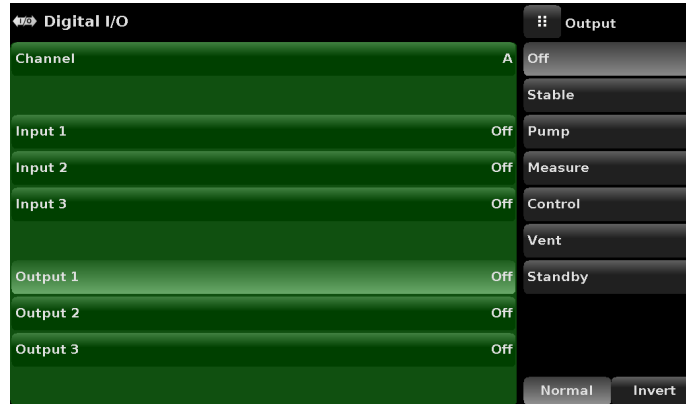 Digital I/O
Channel A
Input 1 Off
Input 2 Off
Input 3 Off
Output 1 Off
Output 2 Off
Output 3 Off
Output
Off
Stable
Pump
Measure
Control
Vent
Standby
Normal Invert